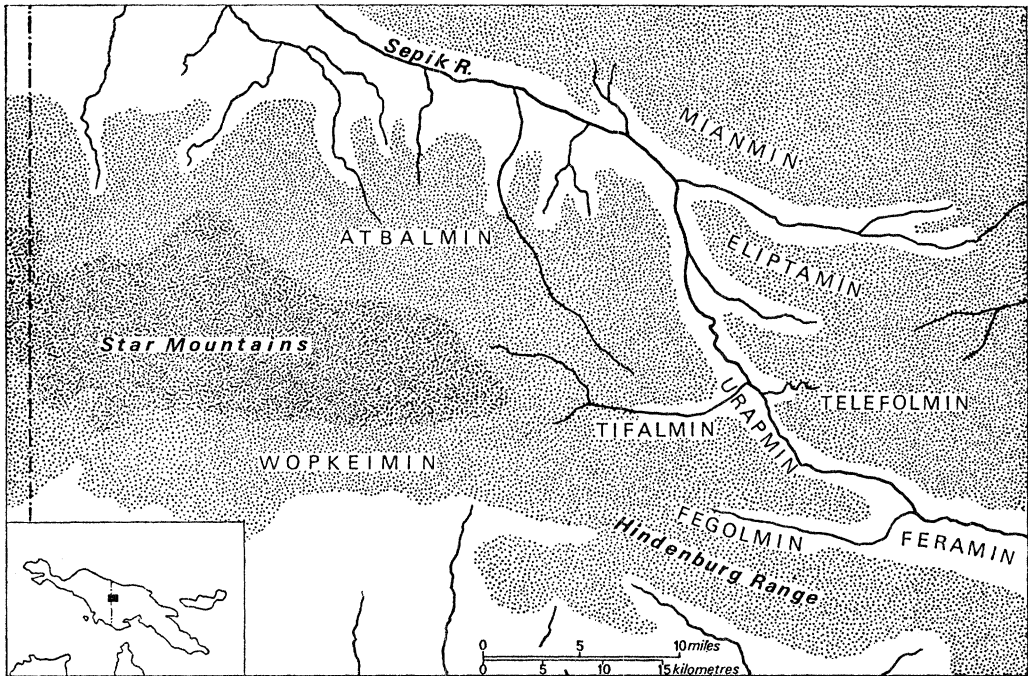 Sepik R.
MIANMIN
ATBALMIN
ELIPTAMIN
Star Mountains
URAPMIN
TELEFOLMIN
TIFALMIN
WOPKEIMIN
FEGOLMIN
FERAMIN
Hindenburg Range
0 5 10 miles
0 5 10 15 kilometres